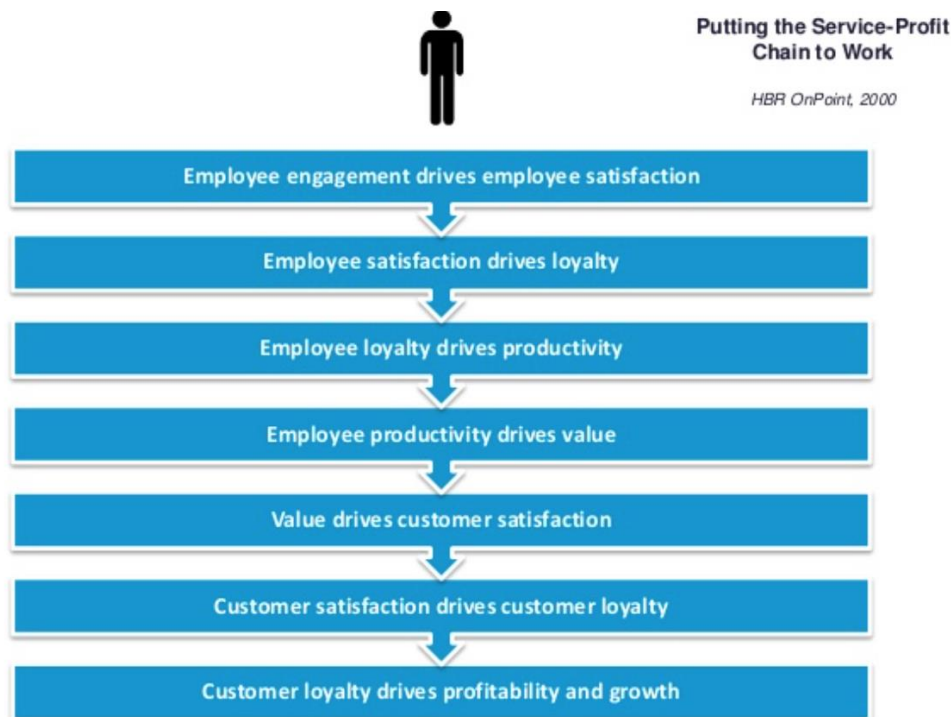 Putting the Service-Profit
Chain to Work
HBR OnPoint, 2000
Employee engagement drives employee satisfaction
Employee satisfaction drives loyalty
Employee loyalty drives productivity
Employee productivity drives value
Value drives customer satisfaction
Customer satisfaction drives customer loyalty
Customer loyalty drives profitability and growth